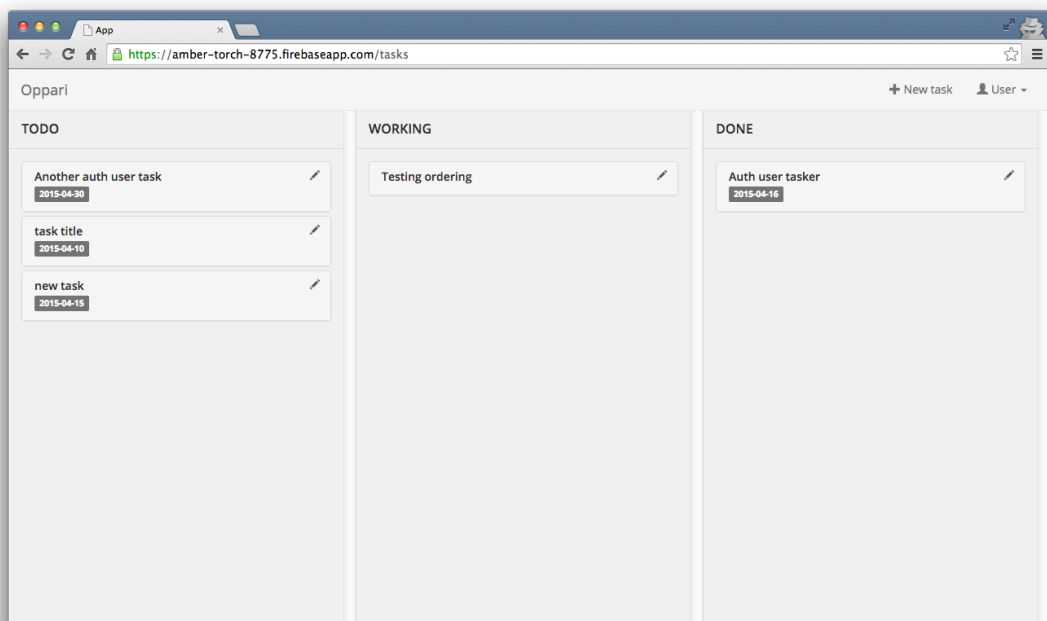 App
https://amber-torch-8775.firebaseapp.com/tasks
Oppari
New task
User
TODO
Another auth user task
2015-04-30
task title
2015-04-10
new task
2015-04-15
WORKING
Testing ordering
DONE
Auth user tasker
2015-04-16